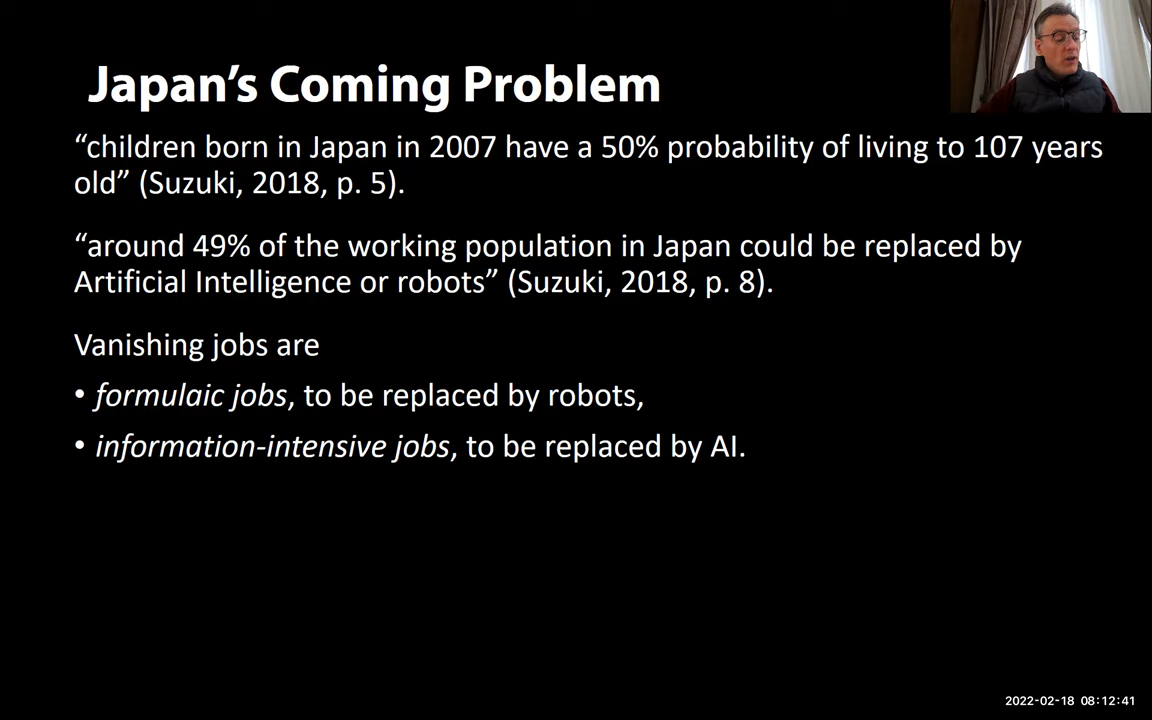 Japan’s Coming Problem
“children born in Japan in 2007 have a 50% probability of living to 107 years
old” (Suzuki, 2018, p. 5).
“around 49% of the working population in Japan could be replaced by
Artificial Intelligence or robots” (Suzuki, 2018, p. 8).
Vanishing jobs are
• formulaic jobs, to be replaced by robots,
• information-intensive jobs, to be replaced by AI.
2022-02-18 08:12:41